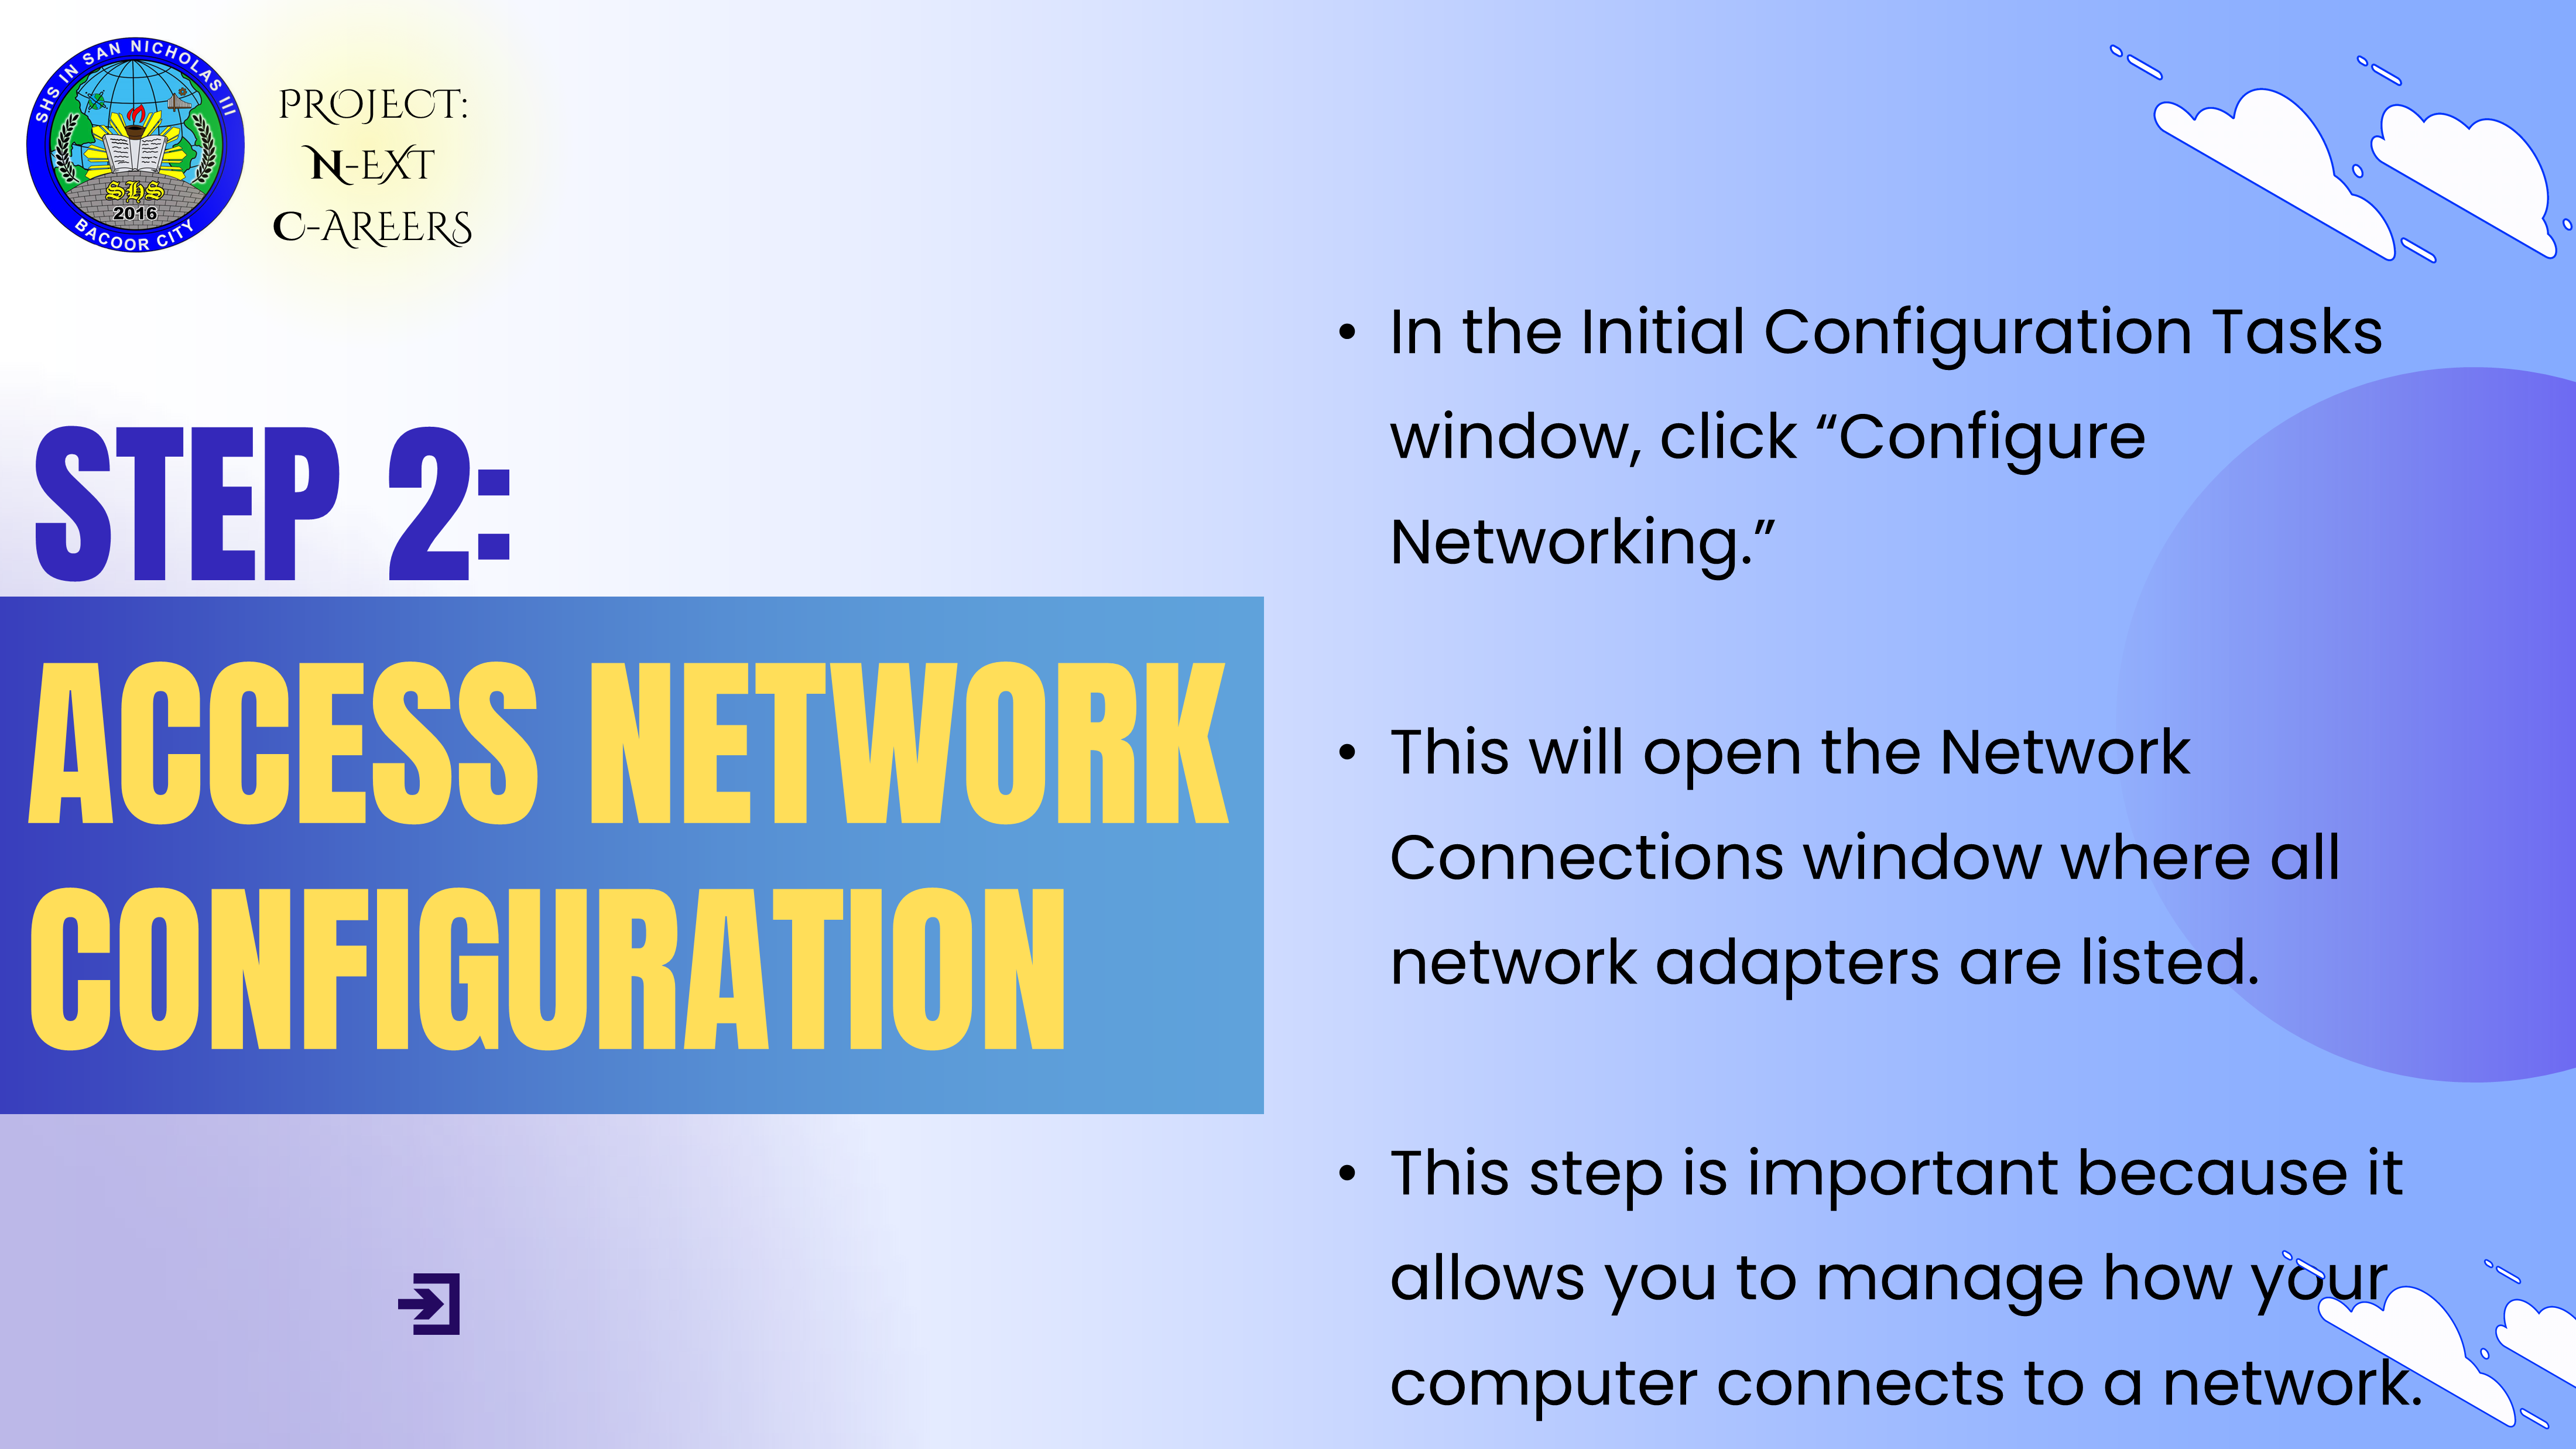 SHS IN SAN NICHOLAS III
SHS
2016
BACOOR CITY
PROJECT:
N-EXT
C-AREERS
STEP 2:
ACCESS NETWORK
CONFIGURATION
• In the Initial Configuration Tasks
window, click “Configure
Networking.”
• This will open the Network
Connections window where all
network adapters are listed.
• This step is important because it
allows you to manage how your
computer connects to a network.